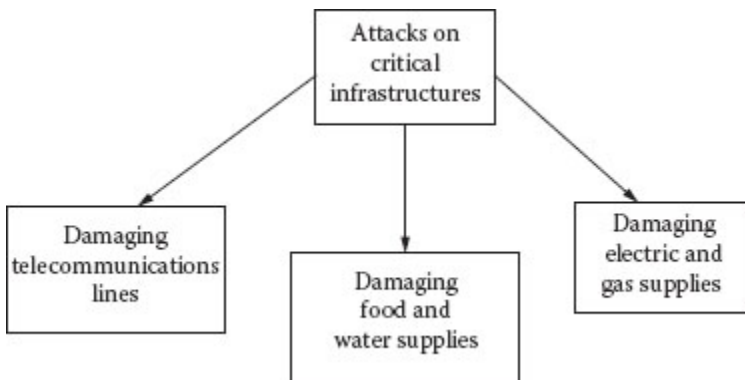 Attacks on
critical
infrastructures
Damaging
telecommunications
lines
Damaging
food and
water supplies
Damaging
electric and
gas supplies